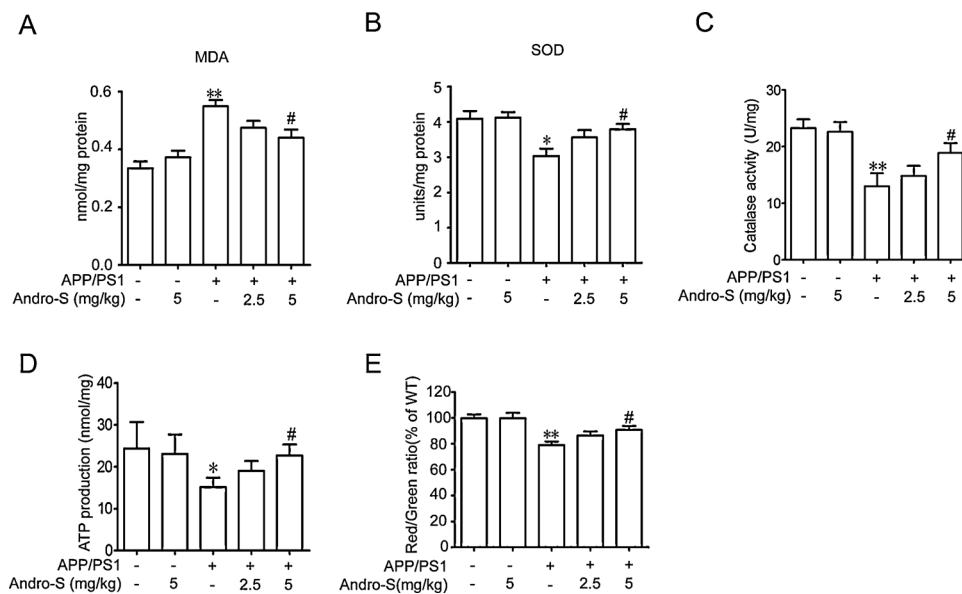 A
MDA
nmol/mg protein
0.6
0.4
0.2
0.0
**
#
APP/PS1 - - + + +
Andro-S (mg/kg) - 5 - 2.5 5
B
SOD
units/mg protein
5
4
3
2
1
0
*
#
APP/PS1 - - + + +
Andro-S (mg/kg) - 5 - 2.5 5
C
Catalase actvity (U/mg)
30
20
10
0
**
#
APP/PS1 - - + + +
Andro-S (mg/kg) - 5 - 2.5 5
D
ATP production (nmol/mg)
40
30
20
10
0
*
#
APP/PS1 - - + + +
Andro-S (mg/kg) - 5 - 2.5 5
E
Red/Green ratio(% of WT)
120
100
80
60
40
20
0
**
#
APP/PS1 - - + + +
Andro-S(mg/kg) - 5 - 2.5 5